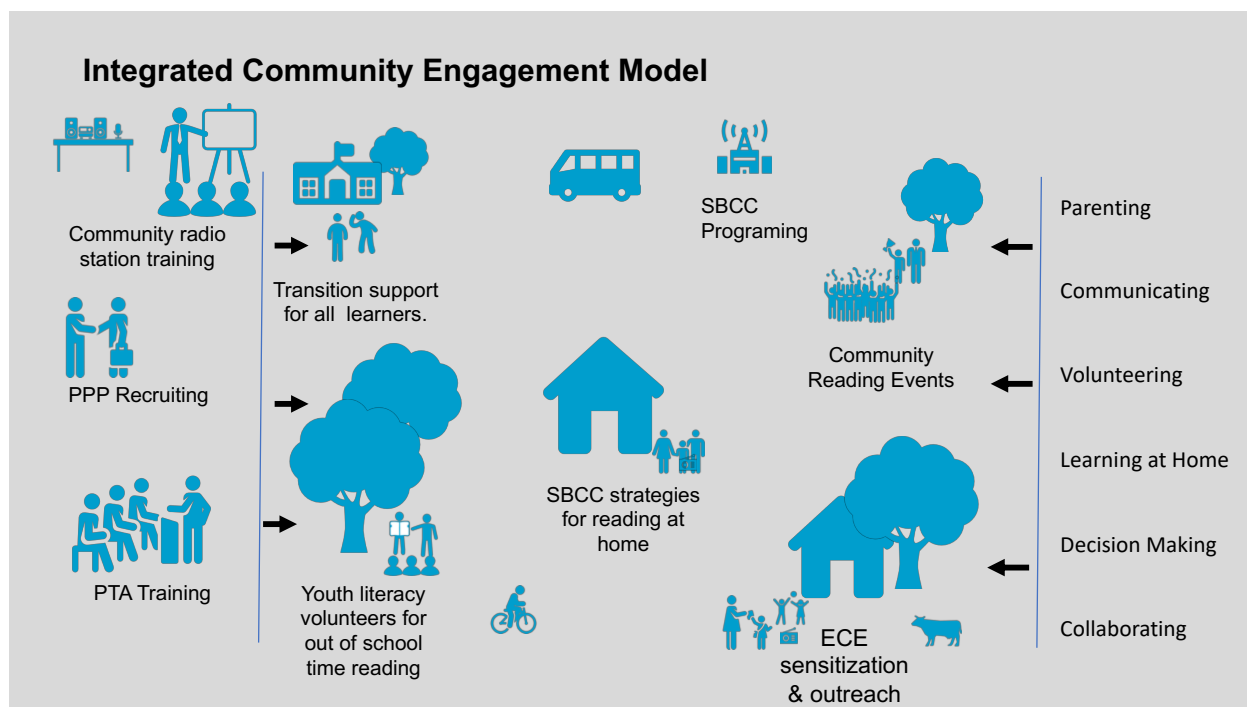 Integrated Community Engagement Model
Community radio
station training
PPP Recruiting
PTA Training
Transition support
for all learners.
Youth literacy
volunteers for
out of school
time reading
SBCC strategies
for reading at
home
SBCC
Programing
Community
Reading Events
ECE
sensitization
& outreach
Parenting
Communicating
Volunteering
Learning at Home
Decision Making
Collaborating